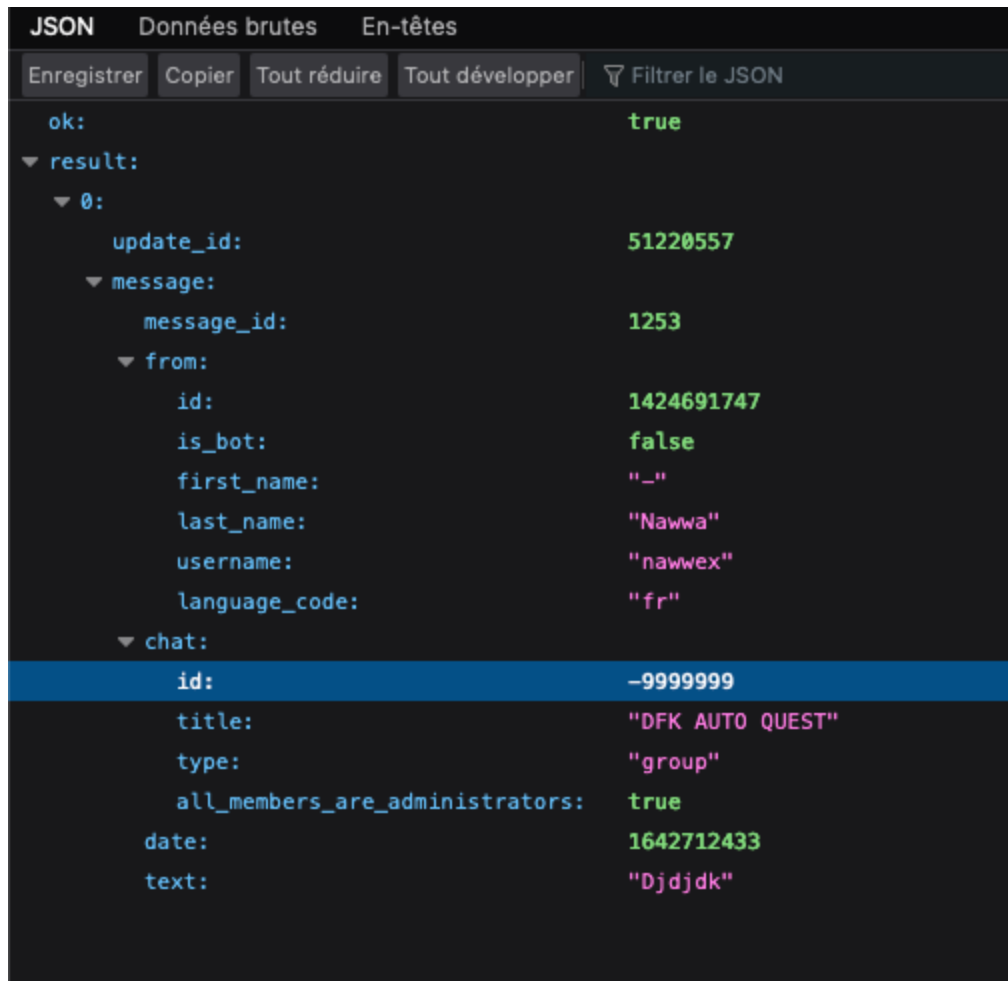 JSON Données brutes En-têtes
Enregistrer Copier Tout réduire Tout développer Filtrer le JSON
ok: true
result:
0:
update_id: 51220557
message:
message_id: 1253
from:
id: 1424691747
is_bot: false
first_name: "—"
last_name: "Nawwa"
username: "nawwex"
language_code: "fr"
chat:
id: -9999999
title: "DFK AUTO QUEST"
type: "group"
all_members_are_administrators: true
date: 1642712433
text: "Djdjdk"